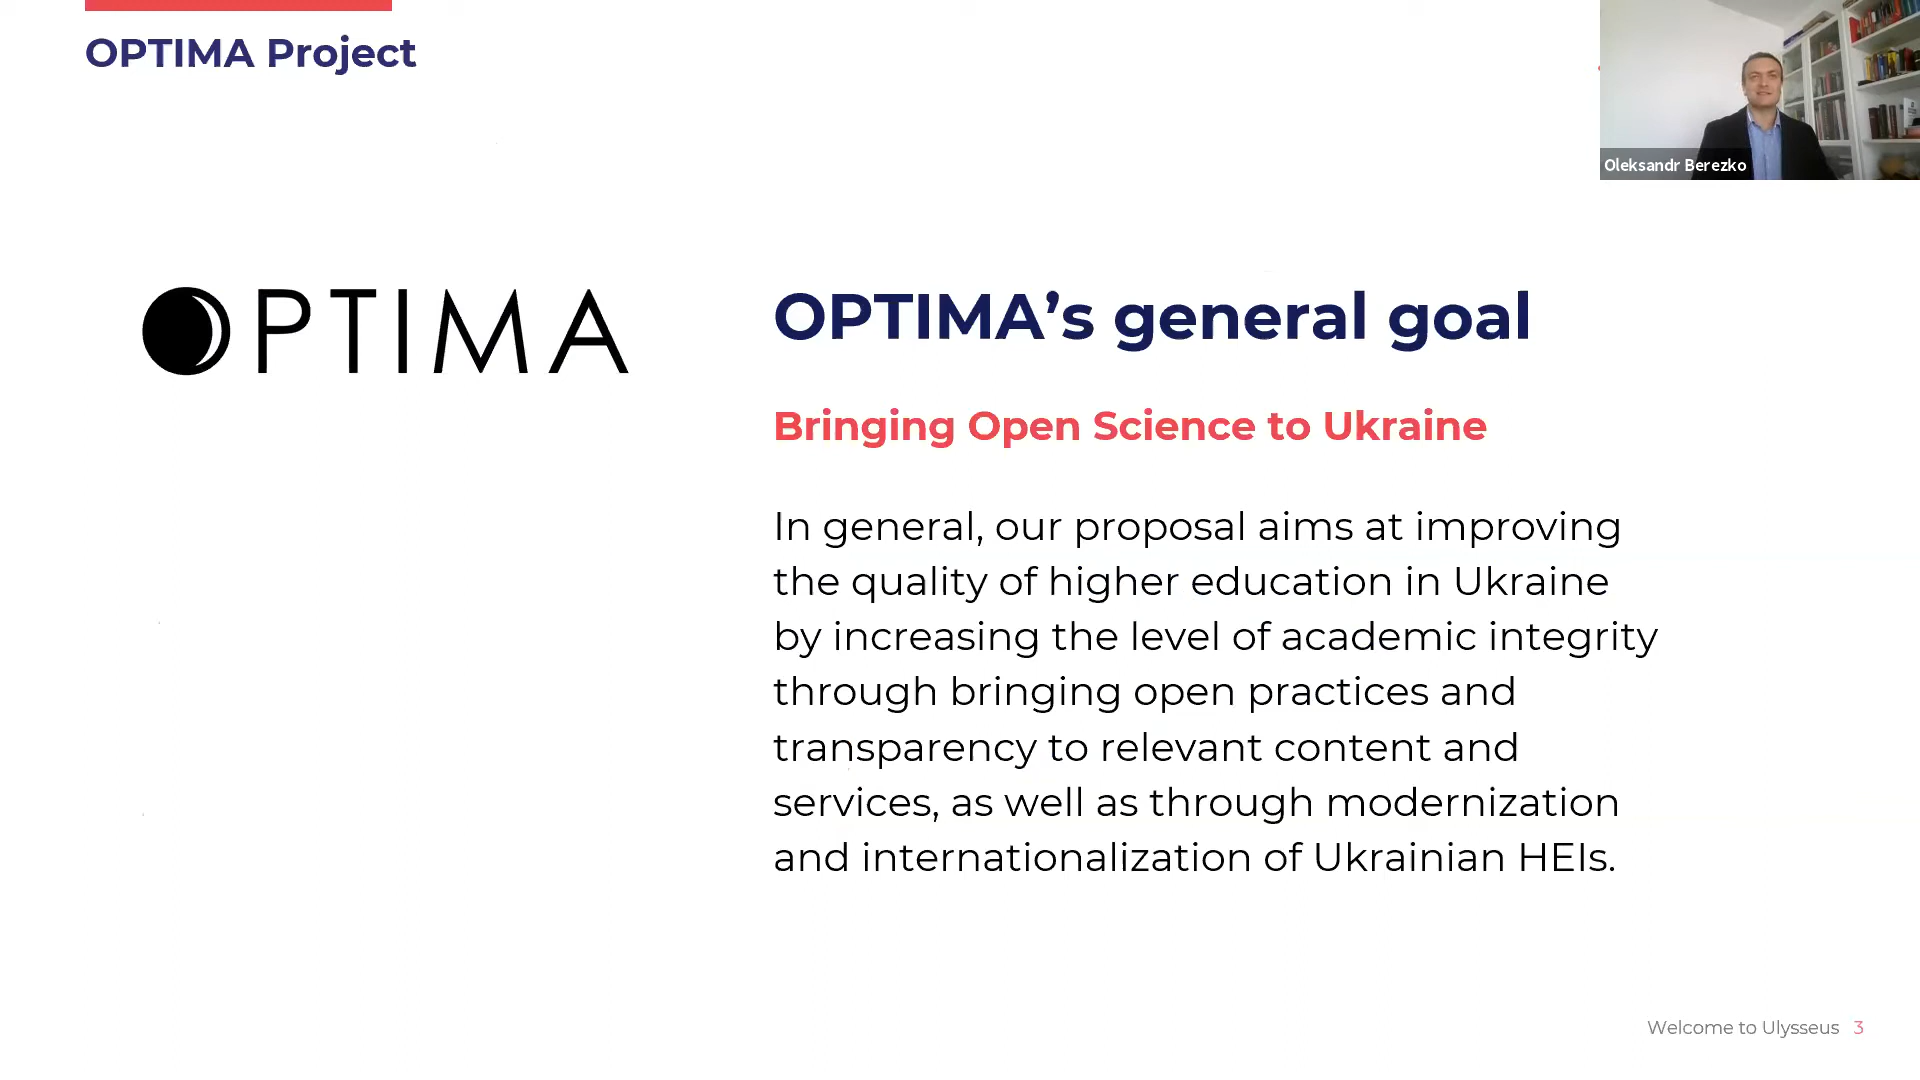 OPTIMA Project
Oleksandr Berezko
OPTIMA
OPTIMA’s general goal
Bringing Open Science to Ukraine
In general, our proposal aims at improving
the quality of higher education in Ukraine
by increasing the level of academic integrity
through bringing open practices and
transparency to relevant content and
services, as well as through modernization
and internationalization of Ukrainian HEIs.
Welcome to Ulysseus 3